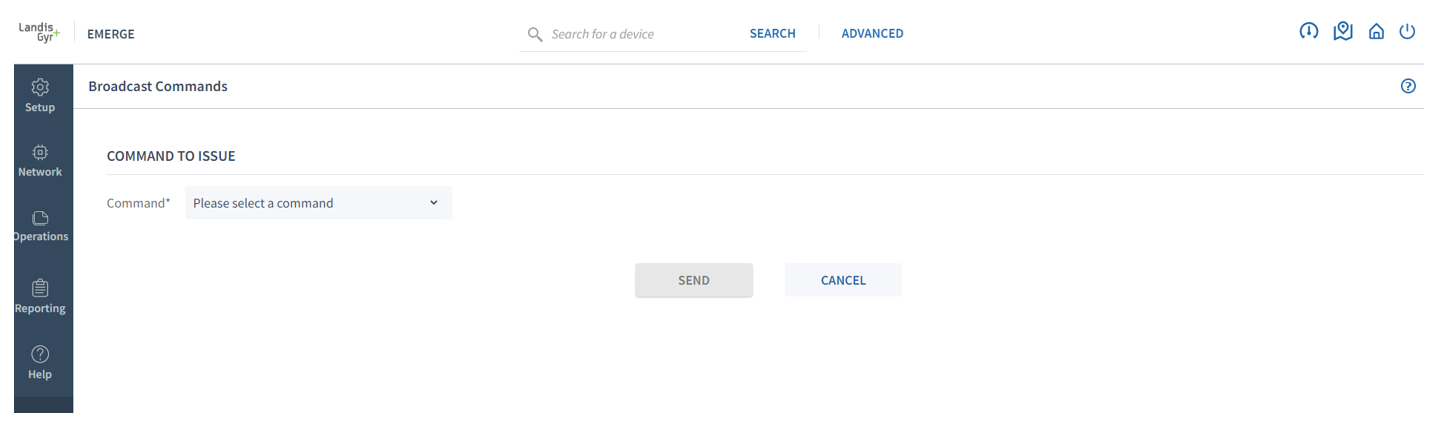 Landis
Gyr+
EMERGE
Search for a device
SEARCH
ADVANCED
Setup
Network
Operations
Reporting
Help
Broadcast Commands
COMMAND TO ISSUE
Command*
Please select a command
SEND
CANCEL